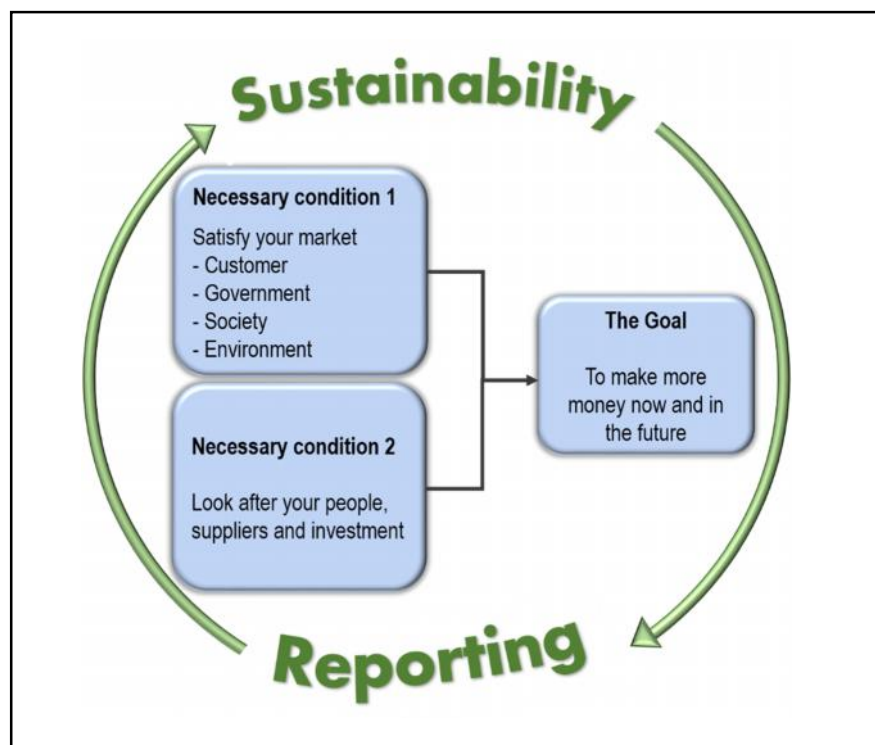 Sustainability
Necessary condition 1
Satisfy your market
- Customer
- Government
- Society
- Environment
Necessary condition 2
Look after your people,
suppliers and investment
The Goal
To make more
money now and in
the future
Reporting